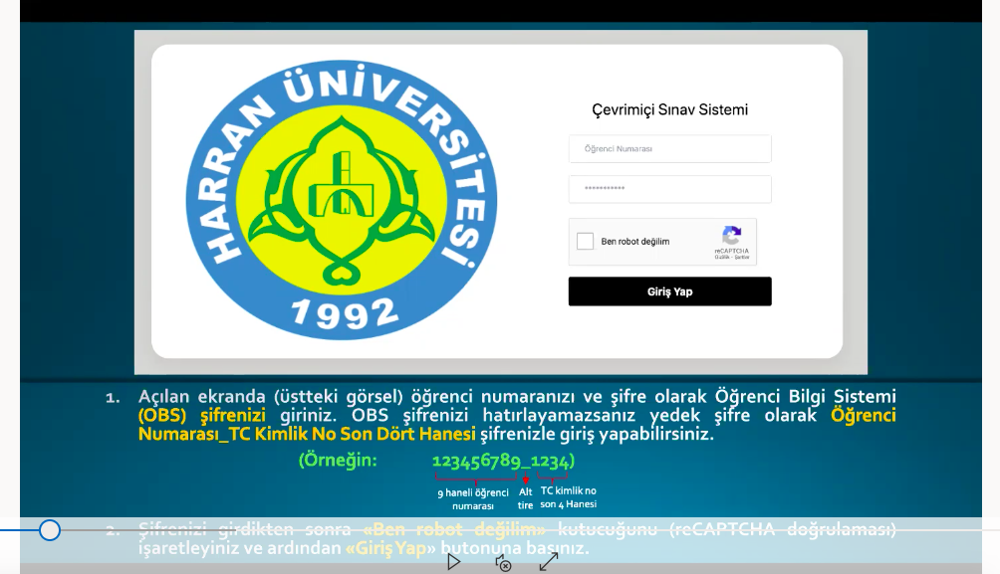 HARRAN ÜNİVERSİTESİ
1992
Çevrimiçi Sınav Sistemi
Öğrenci Numarası
***********
Ben robot değilim
reCAPTCHA
Gizlilik - Şartlar
Giriş Yap
1. Açılan ekranda (üstteki görsel) öğrenci numaranızı ve şifre olarak Öğrenci Bilgi Sistemi
(OBS) şifrenizi giriniz. OBS şifrenizi hatırlayamazsanız yedek şifre olarak Öğrenci
Numarası_TC Kimlik No Son Dört Hanesi şifrenizle giriş yapabilirsiniz.
(Örneğin: 123456789_1234)
9 haneli öğrenci
numarası
Alt
tire
TC kimlik no
son 4 Hanesi
2. Şifrenizi girdikten sonra «Ben robot değilim» kutucuğunu (reCAPTCHA doğrulaması)
işaretleyiniz ve ardından «Giriş Yap» butonuna basınız.